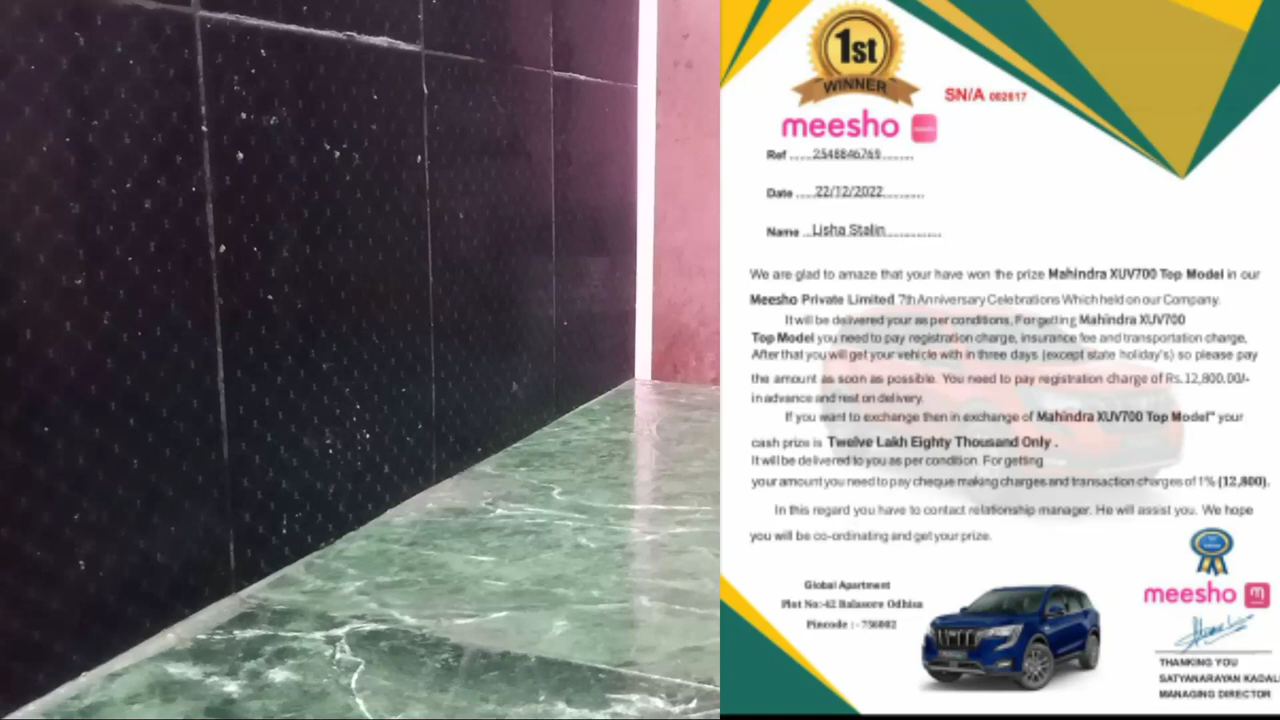 1st
WINNER
SN/A 002617
meesho
Ref ......2548846769..........
Date .....22/12/2022............
Name ...Lisha Stalin..............
We are glad to amaze that your have won the prize Mahindra XUV700 Top Model in our
Meesho Private Limited 7th Anniversary Celebrations Which held on our Company.
It will be delivered your as per conditions, For getting Mahindra XUV700
Top Model you need to pay registration charge, insurance fee and transportation charge,
After that you will get your vehicle with in three days (except state holiday's) so please pay
the amount as soon as possible. You need to pay registration charge of Rs.12,800.00/-
in advance and rest on delivery.
If you want to exchange then in exchange of Mahindra XUV700 Top Model" your
cash prize is Twelve Lakh Eighty Thousand Only .
It will be delivered to you as per condition. For getting
your amount you need to pay cheque making charges and transaction charges of 1% (12,800).
In this regard you have to contact relationship manager. He will assist you. We hope
you will be co-ordinating and get your prize.
Global Apartment
Plot No:-42 Balasore Odhisa
Pincode :- 756002
meesho
THANKING YOU
SATYANARAYAN KADAL
MANAGING DIRECTOR